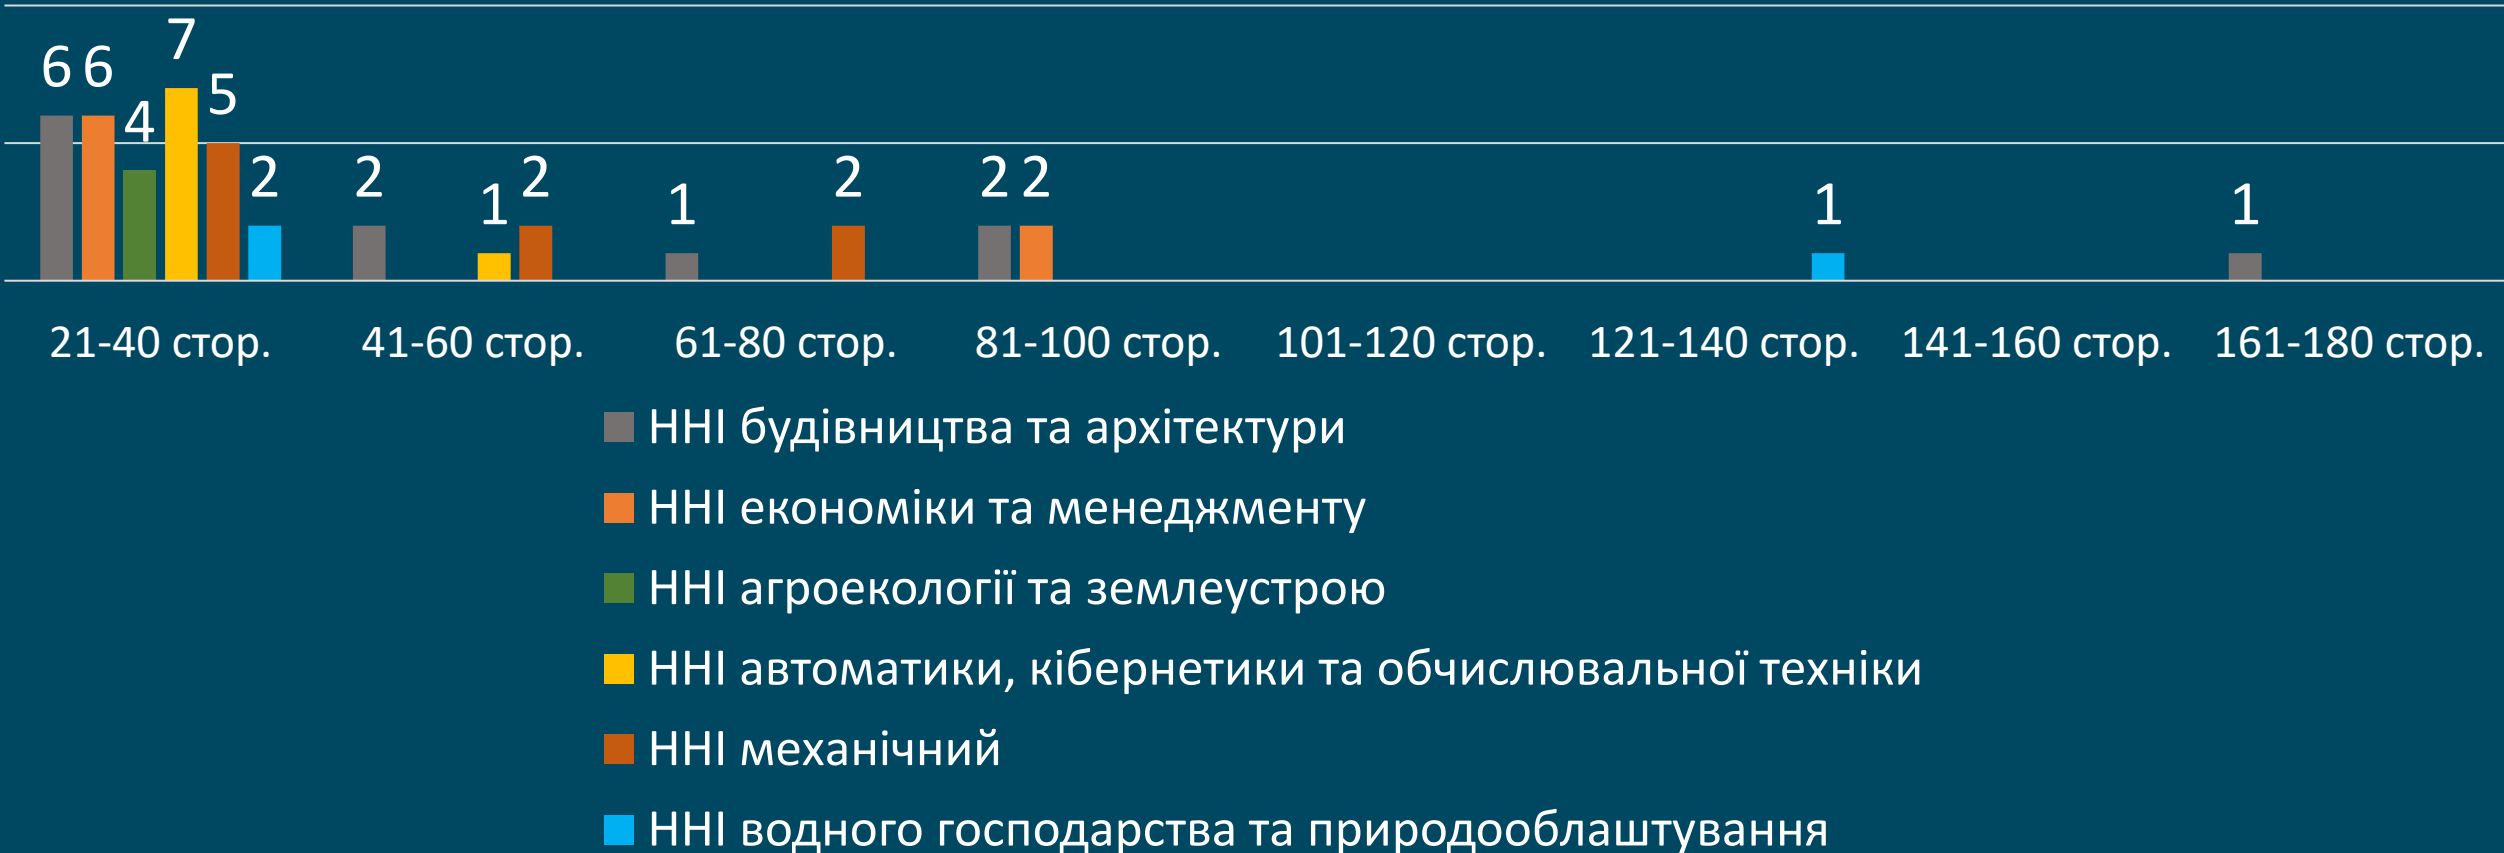 6 6 4 7 5 2 2 1 2 1 2 2 2 1 1
21-40 стор. 41-60 стор. 61-80 стор. 81-100 стор. 101-120 стор. 121-140 стор. 141-160 стор. 161-180 стор.
ННІ будівництва та архітектури
ННІ економіки та менеджменту
ННІ агроекології та землеустрою
ННІ автоматики, кібернетики та обчислювальної техніки
ННІ механічний
ННІ водного господарства та природооблаштування